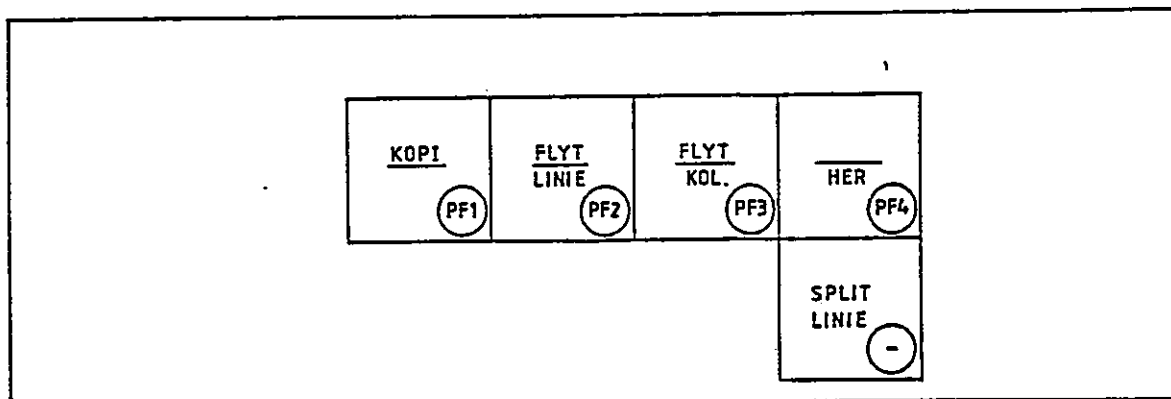 KOPI
PF1
FLYT
LINIE
PF2
FLYT
KOL.
PF3
HER
PF4
SPLIT
LINIE
-